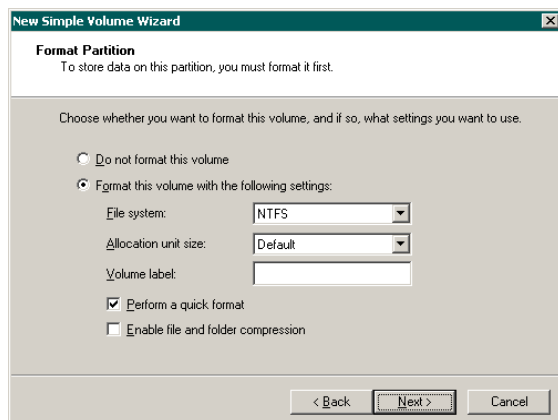 New Simple Volume Wizard
Format Partition
To store data on this partition, you must format it first.
Choose whether you want to format this volume, and if so, what settings you want to use.
Do not format this volume
Format this volume with the following settings:
File system: NTFS
Allocation unit size: Default
Volume label:
Perform a quick format
Enable file and folder compression
< Back Next > Cancel